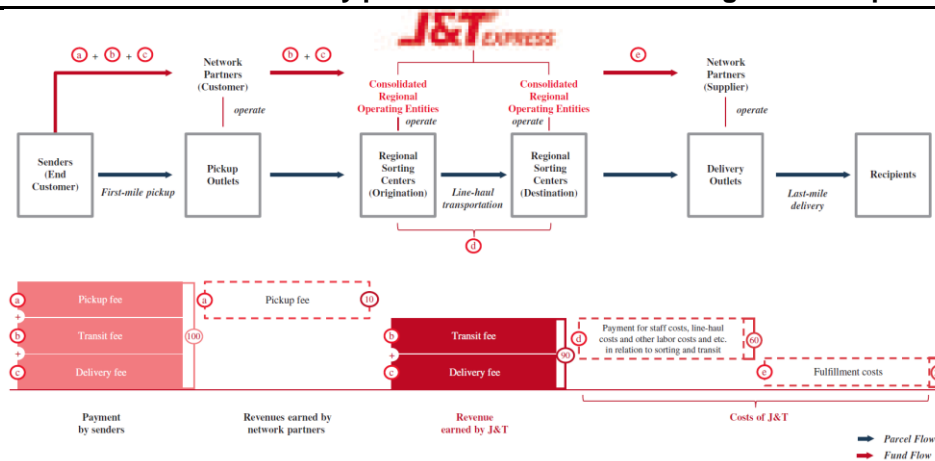 J&T EXPRESS
a + b + c
Network
Partners
(Customer)
b + c
e
Network
Partners
(Supplier)
Consolidated
Regional
Operating Entities
Consolidated
Regional
Operating Entities
operate
operate
operate
operate
Senders
(End
Customer)
First-mile pickup
Pickup
Outlets
Regional
Sorting
Centers
(Origination)
Line-haul
transportation
Regional
Sorting
Centers
(Destination)
Delivery
Outlets
Last-mile
delivery
Recipients
d
a
Pickup fee
a
Pickup fee
10
+
b
Transit fee
100
b
Transit fee
d
Payment for staff costs, line-haul
costs and other labor costs and etc.
in relation to sorting and transit
60
+
+
90
c
Delivery fee
c
Delivery fee
e
Fulfillment costs
Payment
by senders
Revenues earned by
network partners
Revenue
earned by J&T
Costs of J&T
Parcel Flow
Fund Flow